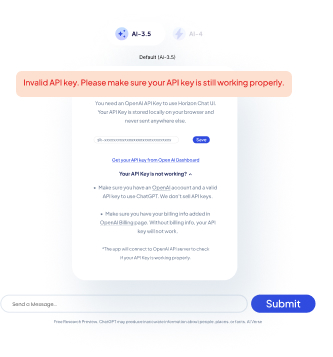 AI-3.5
AI-4
Default (AI-3.5)
Invalid API key. Please make sure your API key is still working properly.
You need an OpenAI API Key to use Horizon Chat UI.
Your API Key is stored locally on your browser and
never sent anywhere else.
Save
Get your API key from Open AI Dashboard
Your API Key is not working?
• Make sure you have an OpenAI account and a valid
API key to use ChatGPT. We don't sell API keys.
• Make sure you have your billing info added in
OpenAI Billing page. Without billing info, your API
key will not work.
*The app will connect to OpenAI API server to check
if your API Key is working properly.
Send a Message...
Submit
Free Research Preview. ChatGPT may produce inaccurate information about people, places, or facts.